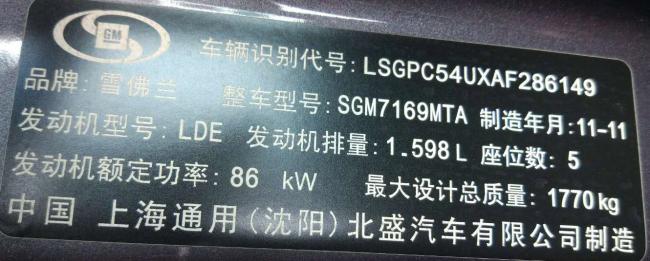 GM
车辆识别代号: LSGPC54UXAF286149
品牌: 雪佛兰 整车型号: SGM7169MTA 制造年月: 11-11
发动机型号: LDE 发动机排量: 1.598L 座位数: 5
发动机额定功率: 86 kW 最大设计总质量: 1770kg
中国 上海通用(沈阳)北盛汽车有限公司制造